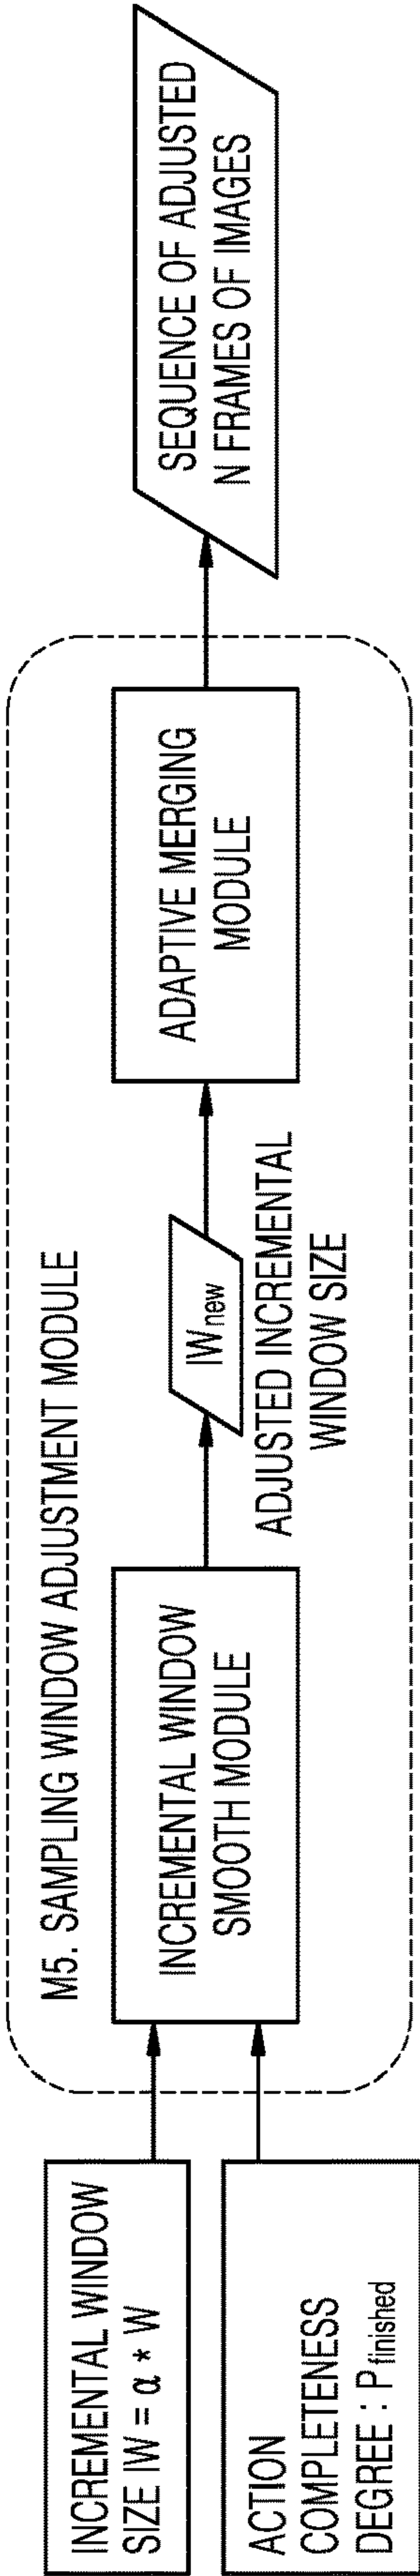 INCREMENTAL WINDOW
SIZE IW = α * W
ACTION
COMPLETENESS
DEGREE : Pfinished
M5. SAMPLING WINDOW ADJUSTMENT MODULE
INCREMENTAL WINDOW
SMOOTH MODULE
IWnew
ADJUSTED INCREMENTAL
WINDOW SIZE
ADAPTIVE MERGING
MODULE
SEQUENCE OF ADJUSTED
N FRAMES OF IMAGES